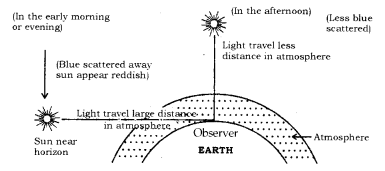 (In the early morning
or evening)
(Blue scattered away
sun appear reddish)
Sun near
horizon
Light travel large distance
in atmosphere
(In the afternoon)
(Less blue
scattered)
Light travel less
distance in atmosphere
Observer
EARTH
Atmosphere